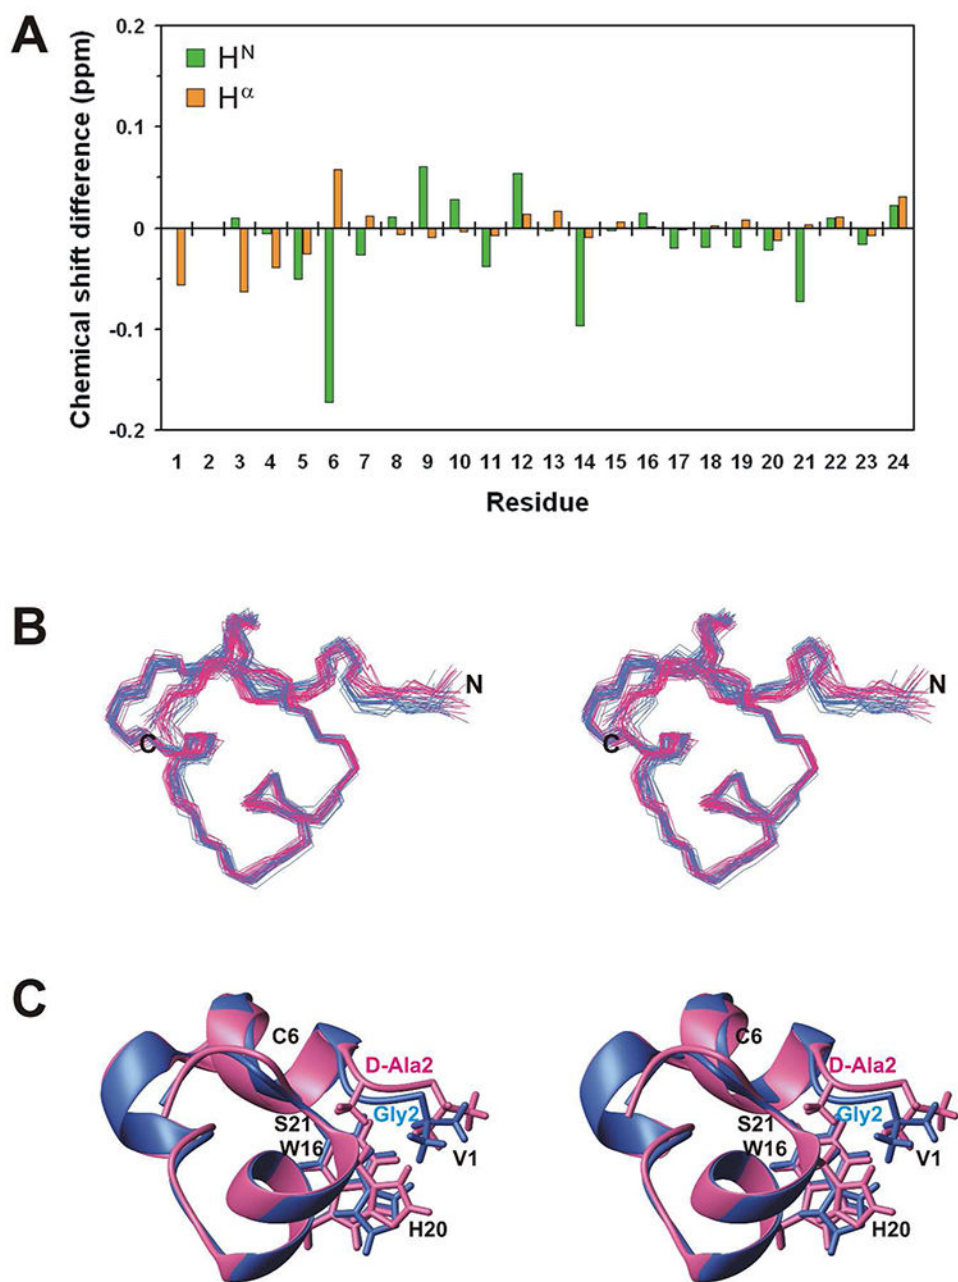 A
Chemical shift difference (ppm)
0.2
0.1
0
-0.1
-0.2
H^N
H^α
1 2 3 4 5 6 7 8 9 10 11 12 13 14 15 16 17 18 19 20 21 22 23 24
Residue
B
N N
C C
C
C6 C6
D-Ala2 D-Ala2
Gly2 Gly2
S21 S21
W16 W16
V1 V1
H20 H20